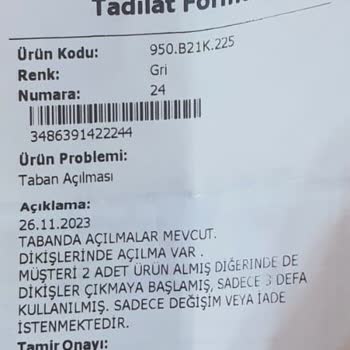 Tadilat Formu
Ürün Kodu: 950.B21K.225
Renk: Gri
Numara: 24
3486391422244
Ürün Problemi:
Taban Açılması
Açıklama:
26.11.2023
TABANDA AÇILMALAR MEVCUT.
DİKİŞLERİNDE AÇILMA VAR .
MÜŞTERİ 2 ADET ÜRÜN ALMIŞ DİĞERİNDE DE
DİKİŞLER ÇIKMAYA BAŞLAMIŞ, SADECE 3 DEFA
KULLANILMIŞ. SADECE DEĞİŞİM VEYA İADE
İSTENMEKTEDİR.
Tamir Onayı: